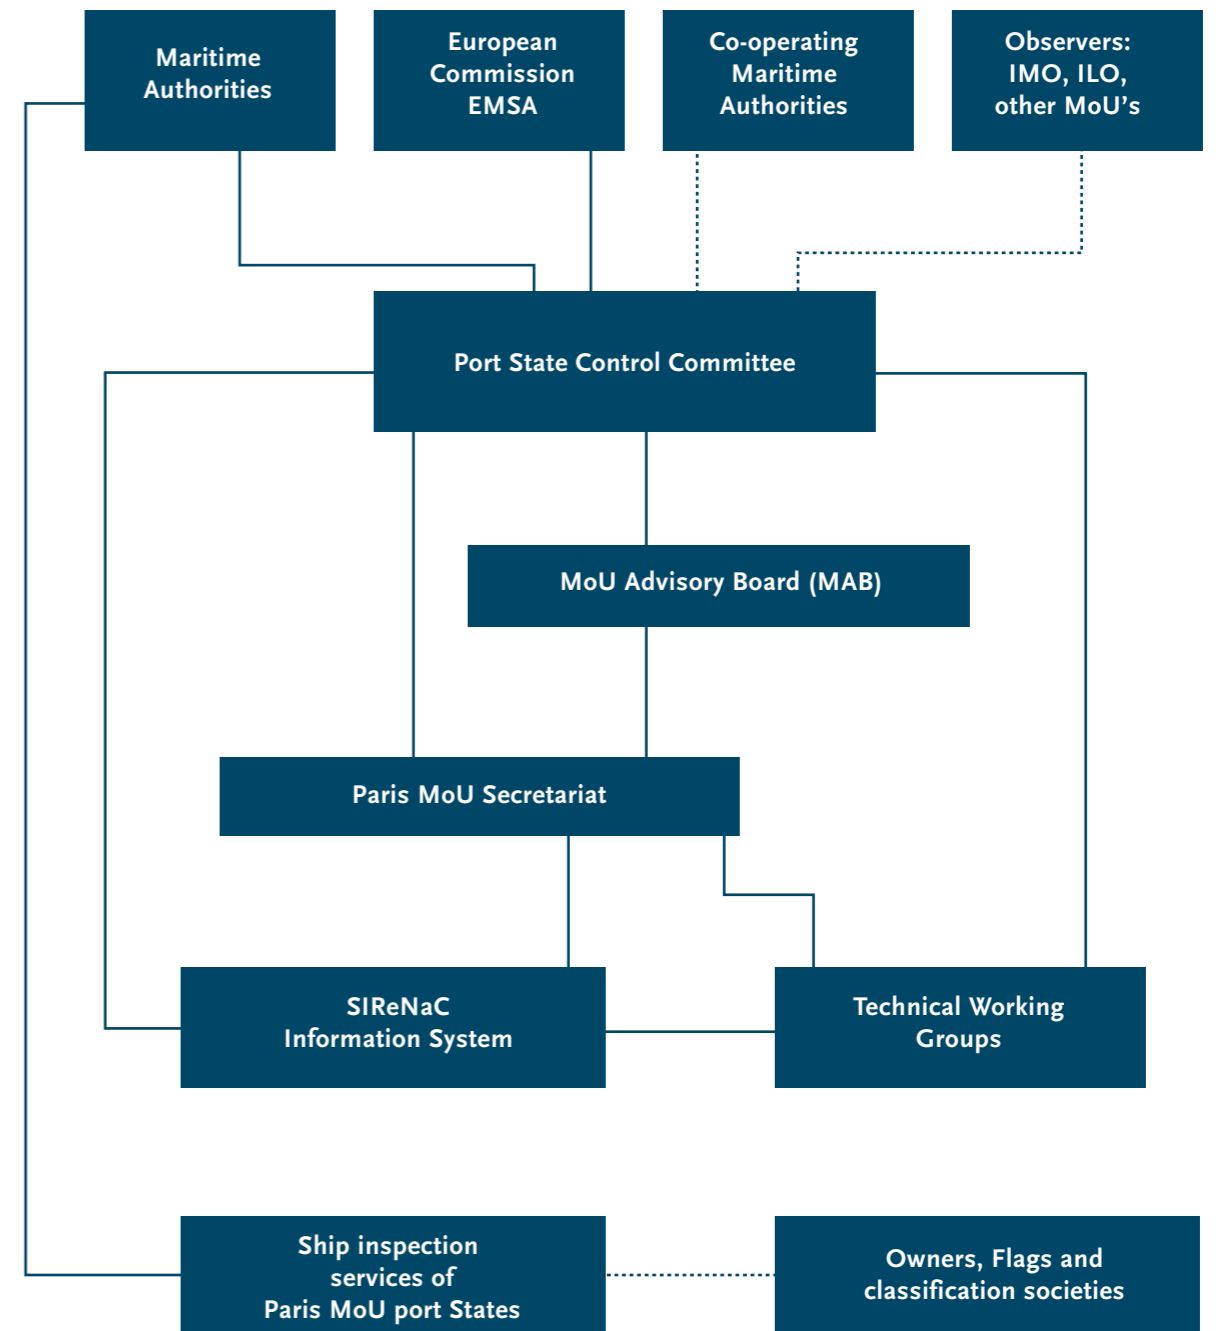 Maritime
Authorities
European
Commission
EMSA
Co-operating
Maritime
Authorities
Observers:
IMO, ILO,
other MoU's
Port State Control Committee
MoU Advisory Board (MAB)
Paris MoU Secretariat
SIReNaC
Information System
Technical Working
Groups
Ship inspection
services of
Paris MoU port States
Owners, Flags and
classification societies